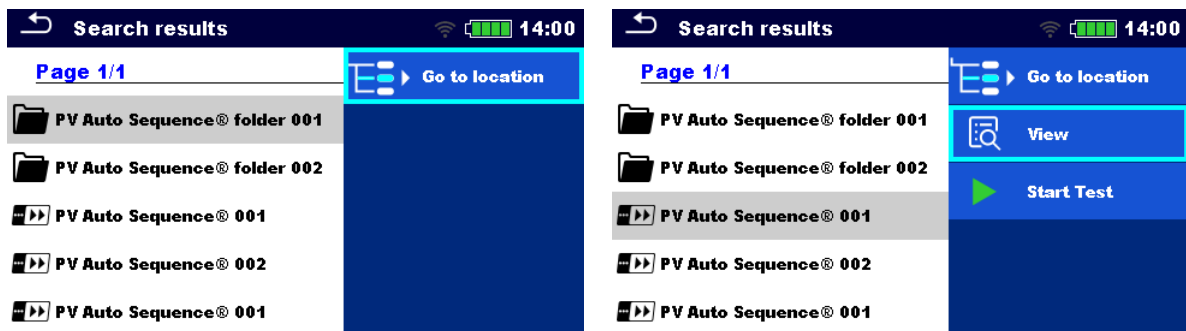 Search results
14:00
Page 1/1
Go to location
PV Auto Sequence® folder 001
PV Auto Sequence® folder 002
PV Auto Sequence® 001
PV Auto Sequence® 002
PV Auto Sequence® 001
Search results
14:00
Page 1/1
Go to location
PV Auto Sequence® folder 001
View
PV Auto Sequence® folder 002
Start Test
PV Auto Sequence® 001
PV Auto Sequence® 002
PV Auto Sequence® 001